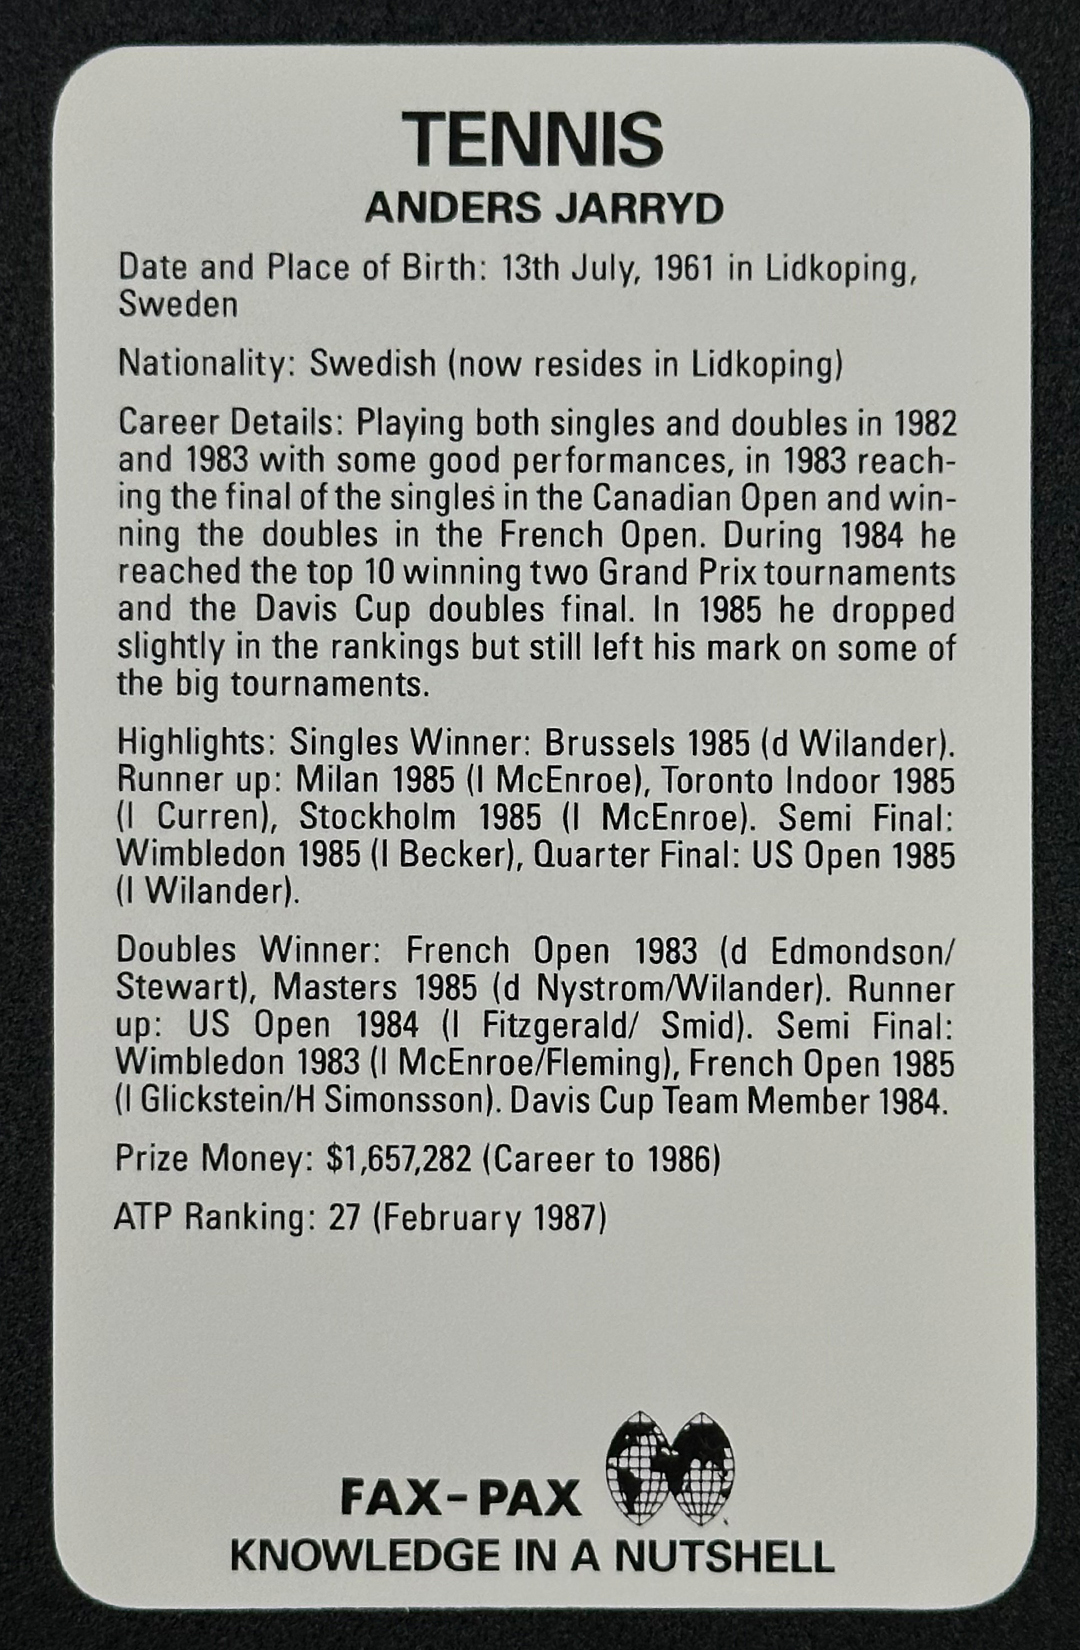 TENNIS
ANDERS JARRYD
Date and Place of Birth: 13th July, 1961 in Lidkoping,
Sweden
Nationality: Swedish (now resides in Lidkoping)
Career Details: Playing both singles and doubles in 1982
and 1983 with some good performances, in 1983 reach-
ing the final of the singles in the Canadian Open and win-
ning the doubles in the French Open. During 1984 he
reached the top 10 winning two Grand Prix tournaments
and the Davis Cup doubles final. In 1985 he dropped
slightly in the rankings but still left his mark on some of
the big tournaments.
Highlights: Singles Winner: Brussels 1985 (d Wilander).
Runner up: Milan 1985 (l McEnroe), Toronto Indoor 1985
(l Curren), Stockholm 1985 (l McEnroe). Semi Final:
Wimbledon 1985 (l Becker), Quarter Final: US Open 1985
(l Wilander).
Doubles Winner: French Open 1983 (d Edmondson/
Stewart), Masters 1985 (d Nystrom/Wilander). Runner
up: US Open 1984 (l Fitzgerald/ Smid). Semi Final:
Wimbledon 1983 (l McEnroe/Fleming), French Open 1985
(l Glickstein/H Simonsson). Davis Cup Team Member 1984.
Prize Money: $1,657,282 (Career to 1986)
ATP Ranking: 27 (February 1987)
FAX-PAX
KNOWLEDGE IN A NUTSHELL